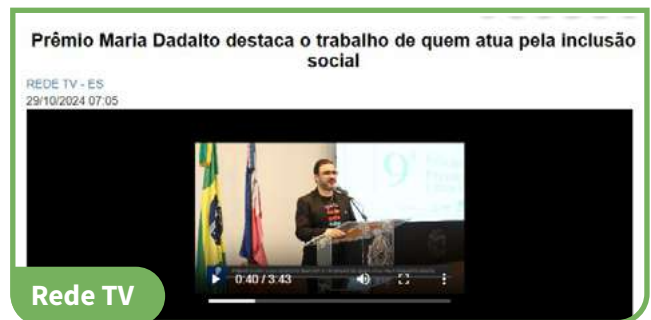 Prêmio Maria Dadalto destaca o trabalho de quem atua pela inclusão
social
REDE TV - ES
29/10/2024 07:05
9º
0:40 / 3:43
Rede TV